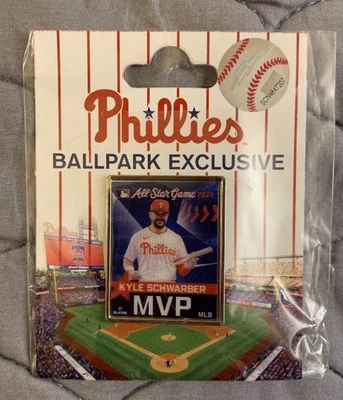 Phillies
BALLPARK EXCLUSIVE
All Star Game 2025
Phillies
KYLE SCHWARBER
MVP
MLB